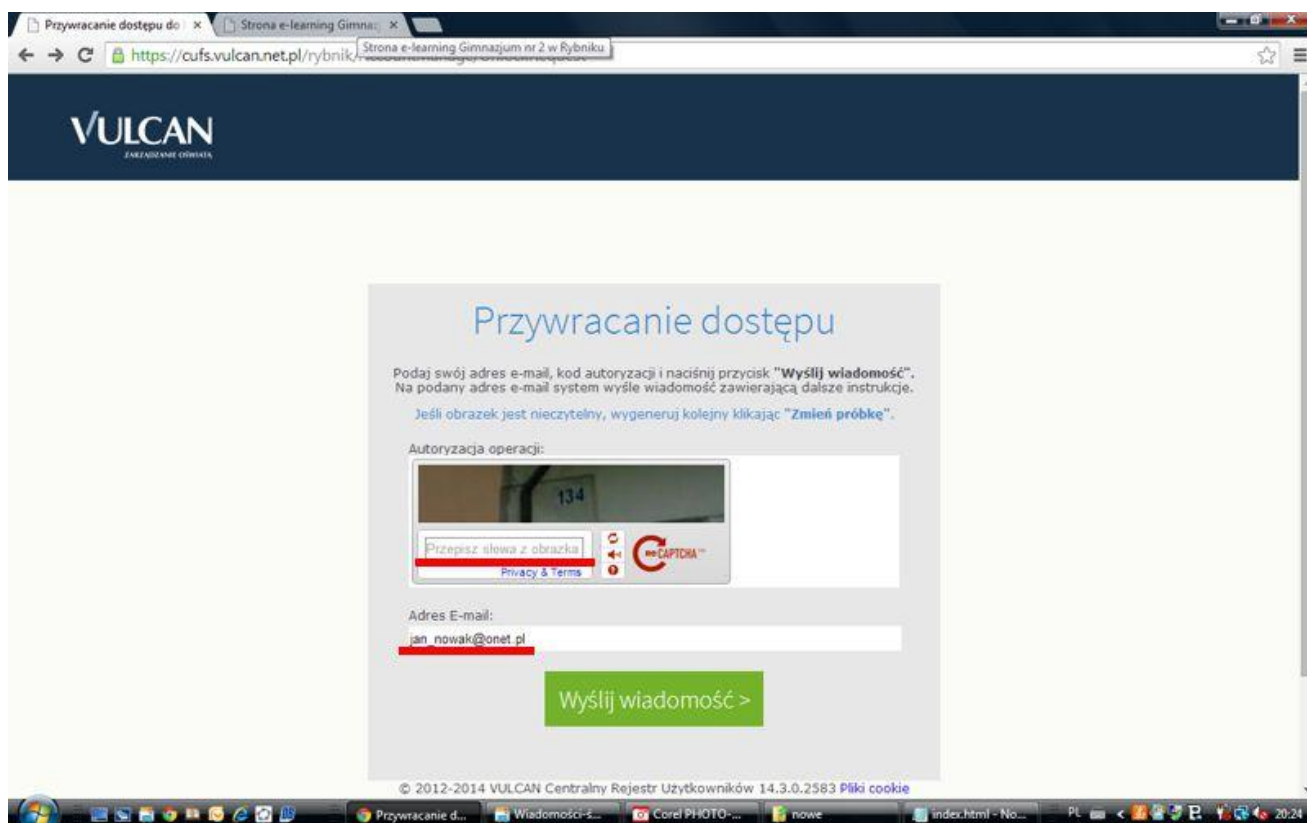 Przywracanie dostępu do
Strona e-learning Gimna
https://cufs.vulcan.net.pl/rybnik/
Strona e-learning Gimnazjum nr 2 w Rybniku
VULCAN
ZARZĄDZANIE OŚWIATĄ
Przywracanie dostępu
Podaj swój adres e-mail, kod autoryzacji i naciśnij przycisk "Wyślij wiadomość".
Na podany adres e-mail system wyśle wiadomość zawierającą dalsze instrukcje.
Jeśli obrazek jest nieczytelny, wygeneruj kolejny klikając "Zmień próbkę".
Autoryzacja operacji:
134
Przepisz słowa z obrazka
reCAPTCHA
Privacy & Terms
Adres E-mail:
jan_nowak@onet.pl
Wyślij wiadomość >
© 2012-2014 VULCAN Centralny Rejestr Użytkowników 14.3.0.2583 Pliki cookie
Przywracanie d... Wiadomości-ś... Corel PHOTO-... nowe index.html - No... PL 20:24